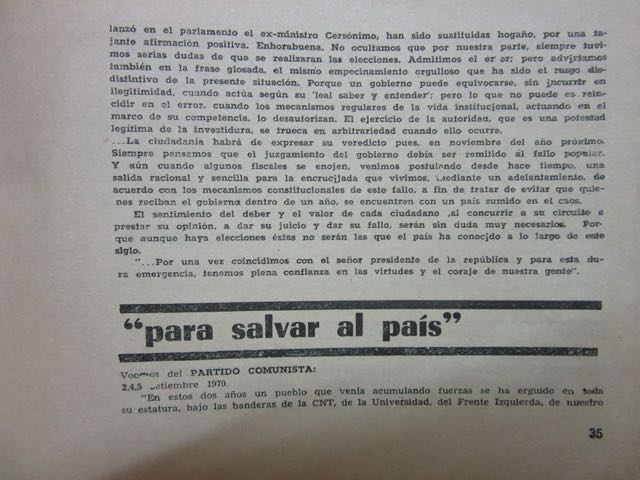 lanzó en el parlamento el ex-ministro Cersósimo, han sido sustituidas hogaño, por una ta-
jante afirmación positiva. Enhorabuena. No ocultamos que por nuestra parte, siempre tuvi-
mos serias dudas de que se realizaran las elecciones. Admitimos el er or; pero advertimos
también en la frase glosada, el mismo empecinamiento orgulloso que ha sido el rasgo dis-
distintivo de la presente situación. Porque un gobierno puede equivocarse, sin incurrir en
ilegitimidad, cuando actúa según su 'leal saber y entender'; pero lo que no puede es rein-
cidir en el error, cuando los mecanismos regulares de la vida institucjonal, actuando en el
marco de su competencia, lo desautorizan. El ejercicio de la autoridad, que es una potestad
legítima de la investidura, se trueca en arbitrariedad cuando ello ocurre.
...La ciudadanía habrá de expresar su veredicto pues, en noviembre del año próximo.
Siempre pensamos que el juzgamiento del gobierno debía ser remitido al fallo popular.
Y aún cuando algunos fiscales se enojen, venimos postulando desde hace tiempo, una
salida racional y sencilla para la encrucijada que vivimos, mediante un adelantamiento, de
acuerdo con los mecanismos constitucionales de este fallo, a fin de tratar de evitar que quie-
nes reciban el gobierno dentro de un año, se encuentren con un país sumido en el caos.
El sentimiento del deber y el valor de cada ciudadano ,al concurrir a su circuito a
prestar su opinión, a dar su juicio y dar su fallo, serán sin duda muy necesarios. Por-
que aunque haya elecciones éstas no serán las que el país ha conocjdo a lo largo de este
siglo.
"...Por una vez coincidimos con el señor presidente de la república y para esta du-
ra emergencia, tenemos plena confianza en las virtudes y el coraje de nuestra gente".
"para salvar al país"
del PARTIDO COMUNISTA:
2,4,5 etiembre 1970.
"En estos dos años un pueblo que venía acumulando fuerzas se ha erguido en toda
su estatura, bajo las banderas de la CNT, de la Universidad, del Frente Izquierda, de nuestro
35